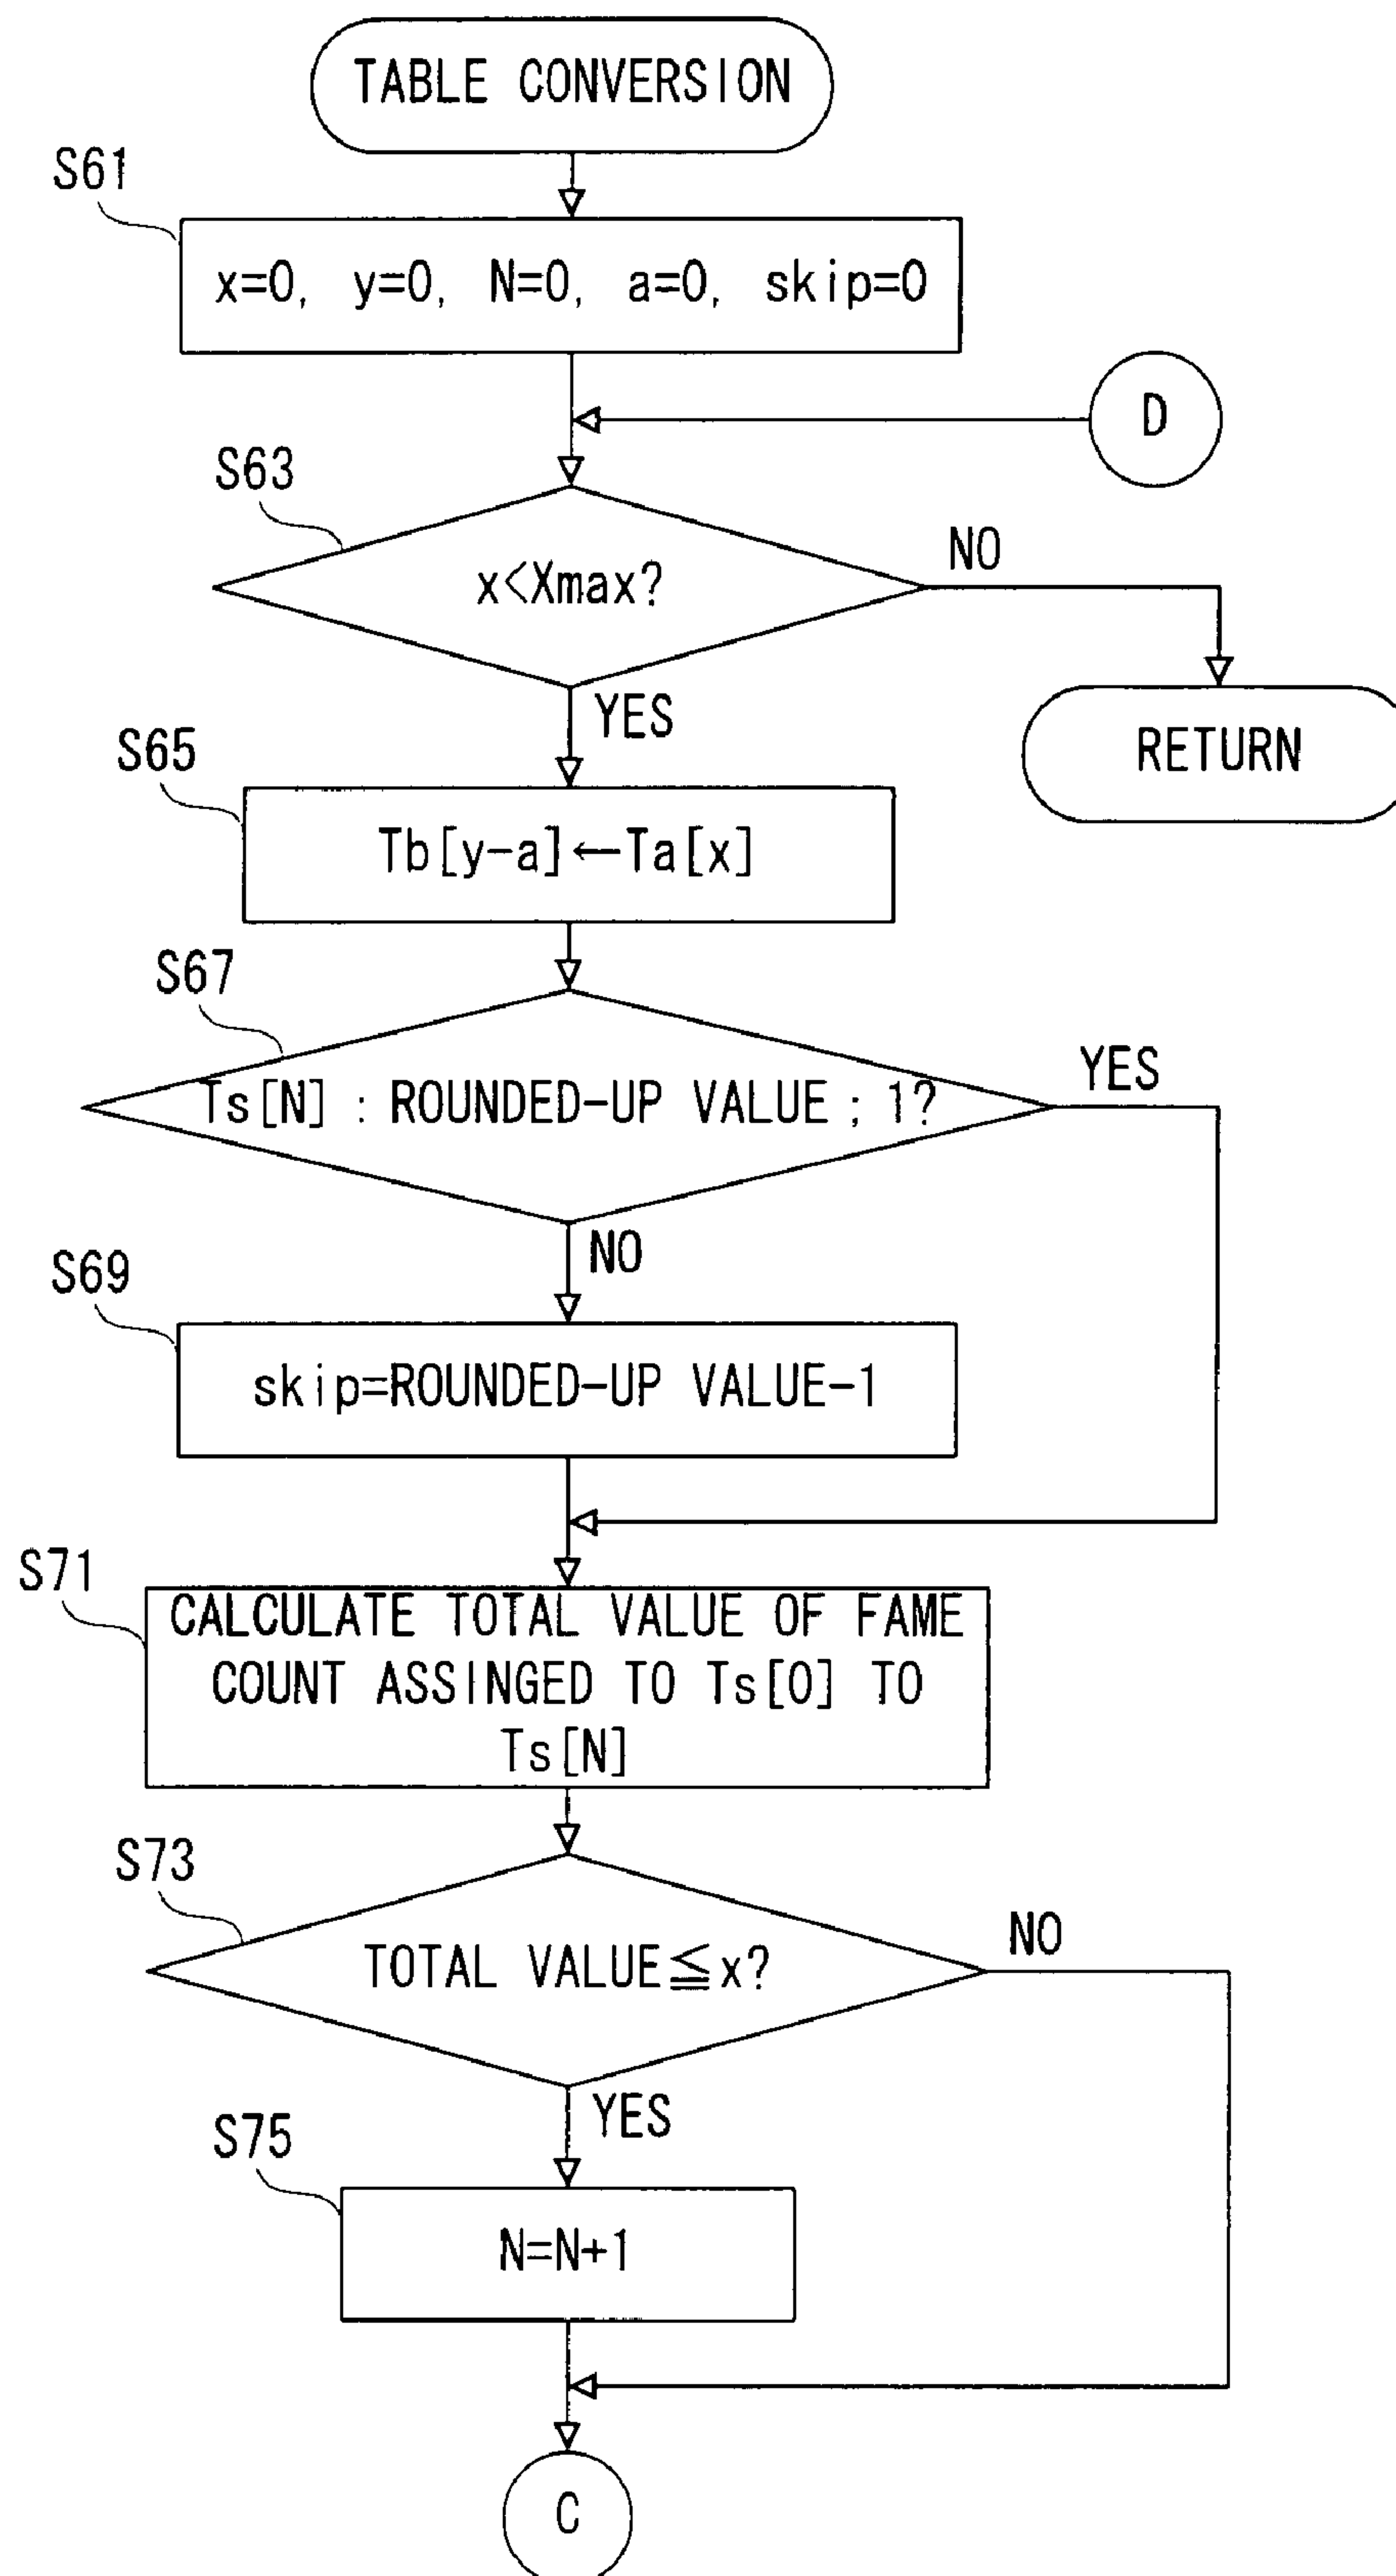 TABLE CONVERSION
S61
x=0, y=0, N=0, a=0, skip=0
D
S63
x<Xmax?
NO
YES
RETURN
S65
Tb[y-a]←Ta[x]
S67
Ts[N] : ROUNDED-UP VALUE ; 1?
YES
NO
S69
skip=ROUNDED-UP VALUE-1
S71
CALCULATE TOTAL VALUE OF FAME
COUNT ASSINGED TO Ts[0] TO
Ts[N]
S73
TOTAL VALUE≦x?
NO
YES
S75
N=N+1
C